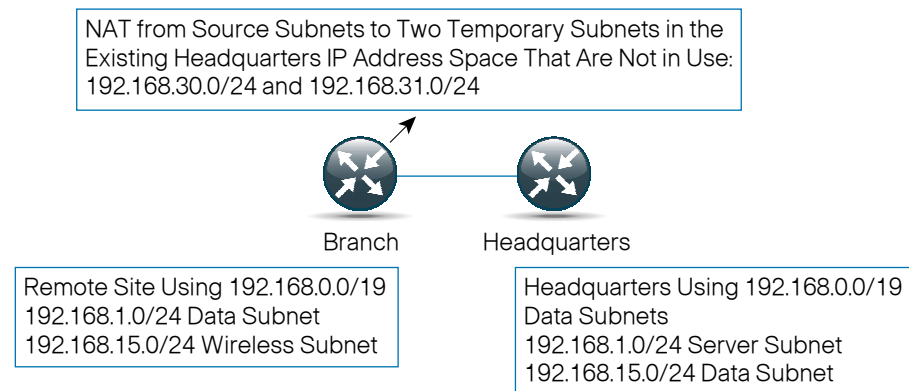 NAT from Source Subnets to Two Temporary Subnets in the
Existing Headquarters IP Address Space That Are Not in Use:
192.168.30.0/24 and 192.168.31.0/24
Branch
Headquarters
Remote Site Using 192.168.0.0/19
192.168.1.0/24 Data Subnet
192.168.15.0/24 Wireless Subnet
Headquarters Using 192.168.0.0/19
Data Subnets
192.168.1.0/24 Server Subnet
192.168.15.0/24 Data Subnet